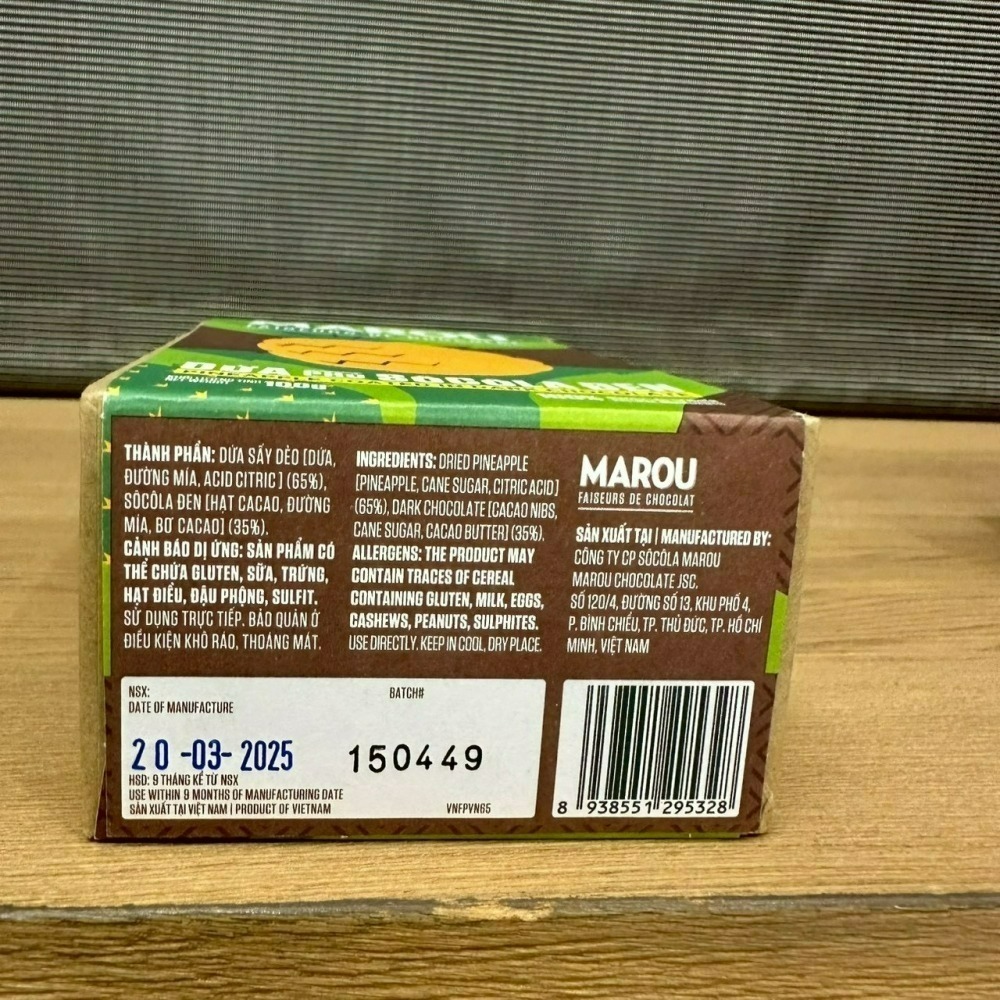 FAISEURS DE
DỨA PHỦ SÔCÔLA ĐEN
100G
THÀNH PHẦN: DỨA SẤY DẺO [DỨA,
ĐƯỜNG MÍA, ACID CITRIC ] (65%),
SÔCÔLA ĐEN [HẠT CACAO, ĐƯỜNG
MÍA, BƠ CACAO] (35%).
CẢNH BÁO DỊ ỨNG: SẢN PHẨM CÓ
THỂ CHỨA GLUTEN, SỮA, TRỨNG,
HẠT ĐIỀU, ĐẬU PHỘNG, SULFIT.
SỬ DỤNG TRỰC TIẾP. BẢO QUẢN Ở
ĐIỀU KIỆN KHÔ RÁO, THOÁNG MÁT.
INGREDIENTS: DRIED PINEAPPLE
[PINEAPPLE, CANE SUGAR, CITRIC ACID]
(65%), DARK CHOCOLATE [CACAO NIBS,
CANE SUGAR, CACAO BUTTER] (35%).
ALLERGENS: THE PRODUCT MAY
CONTAIN TRACES OF CEREAL
CONTAINING GLUTEN, MILK, EGGS,
CASHEWS, PEANUTS, SULPHITES.
USE DIRECTLY. KEEP IN COOL, DRY PLACE.
MAROU
FAISEURS DE CHOCOLAT
SẢN XUẤT TẠI | MANUFACTURED BY:
CÔNG TY CP SÔCÔLA MAROU
MAROU CHOCOLATE JSC.
SỐ 120/4, ĐƯỜNG SỐ 13, KHU PHỐ 4,
P. BÌNH CHIỂU, TP. THỦ ĐỨC, TP. HỒ CHÍ
MINH, VIỆT NAM
NSX:
DATE OF MANUFACTURE
BATCH#
20-03-2025
150449
HSD: 9 THÁNG KỂ TỪ NSX
USE WITHIN 9 MONTHS OF MANUFACTURING DATE
SẢN XUẤT TẠI VIỆT NAM | PRODUCT OF VIETNAM
VNFPVN65
8 938551 295328